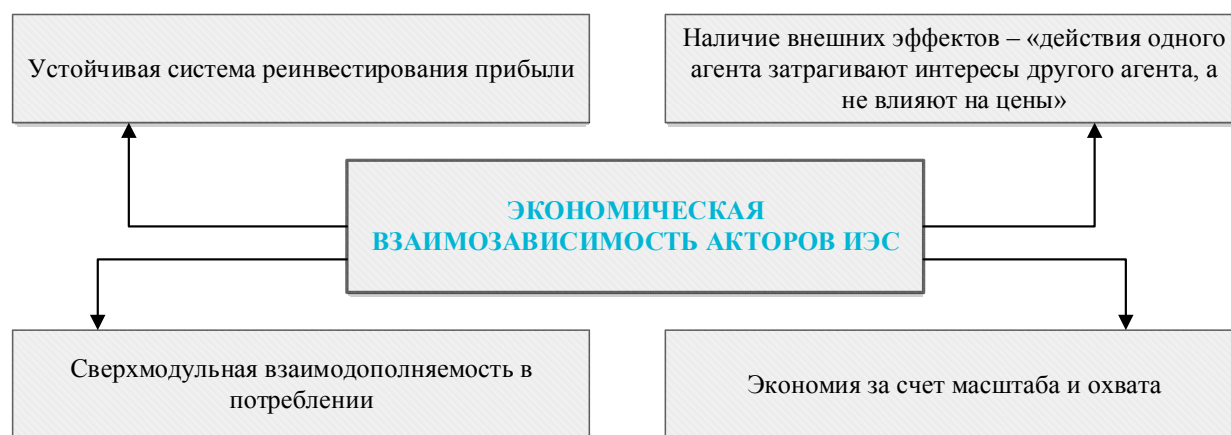 Устойчивая система реинвестирования прибыли
Наличие внешних эффектов – «действия одного
агента затрагивают интересы другого агента, а
не влияют на цены»
ЭКОНОМИЧЕСКАЯ
ВЗАИМОЗАВИСИМОСТЬ АКТОРОВ ИЭС
Сверхмодульная взаимодополняемость в
потреблении
Экономия за счет масштаба и охвата